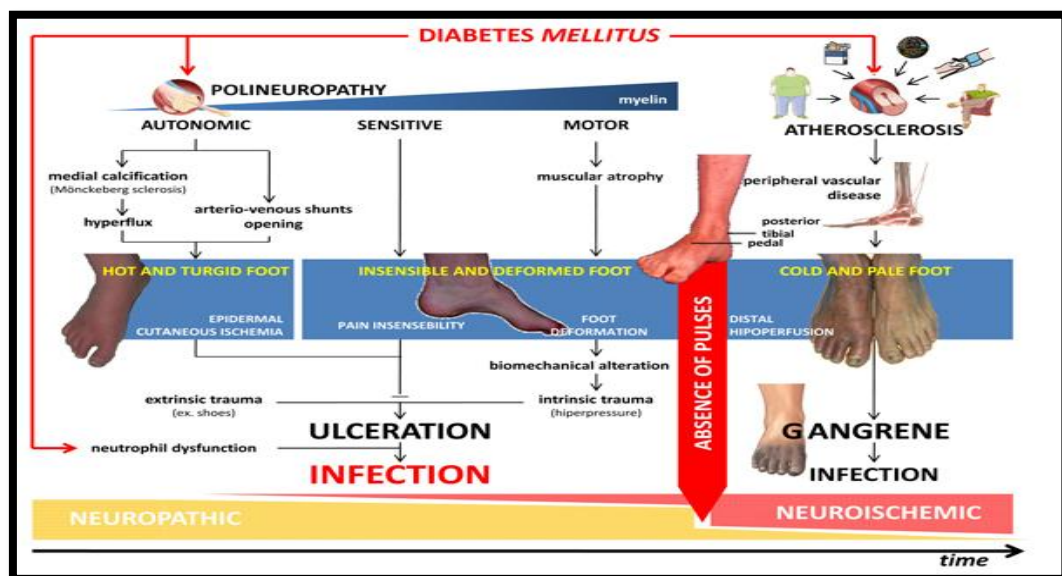 DIABETES MELLITUS
POLINEUROPATHY
myelin
AUTONOMIC
SENSITIVE
MOTOR
ATHEROSCLEROSIS
medial calcification
(Mönckeberg sclerosis)
hyperflux
arterio-venous shunts
opening
muscular atrophy
peripheral vascular
disease
posterior
tibial
pedal
HOT AND TURGID FOOT
INSENSIBLE AND DEFORMED FOOT
COLD AND PALE FOOT
EPIDERMAL
CUTANEOUS ISCHEMIA
PAIN INSENSEBILITY
FOOT
DEFORMATION
DISTAL
HIPOPERFUSION
ABSENCE OF PULSES
biomechanical alteration
extrinsic trauma
(ex. shoes)
intrinsic trauma
(hiperpressure)
ULCERATION
neutrophil dysfunction
INFECTION
GANGRENE
INFECTION
NEUROPATHIC
NEUROISCHEMIC
time